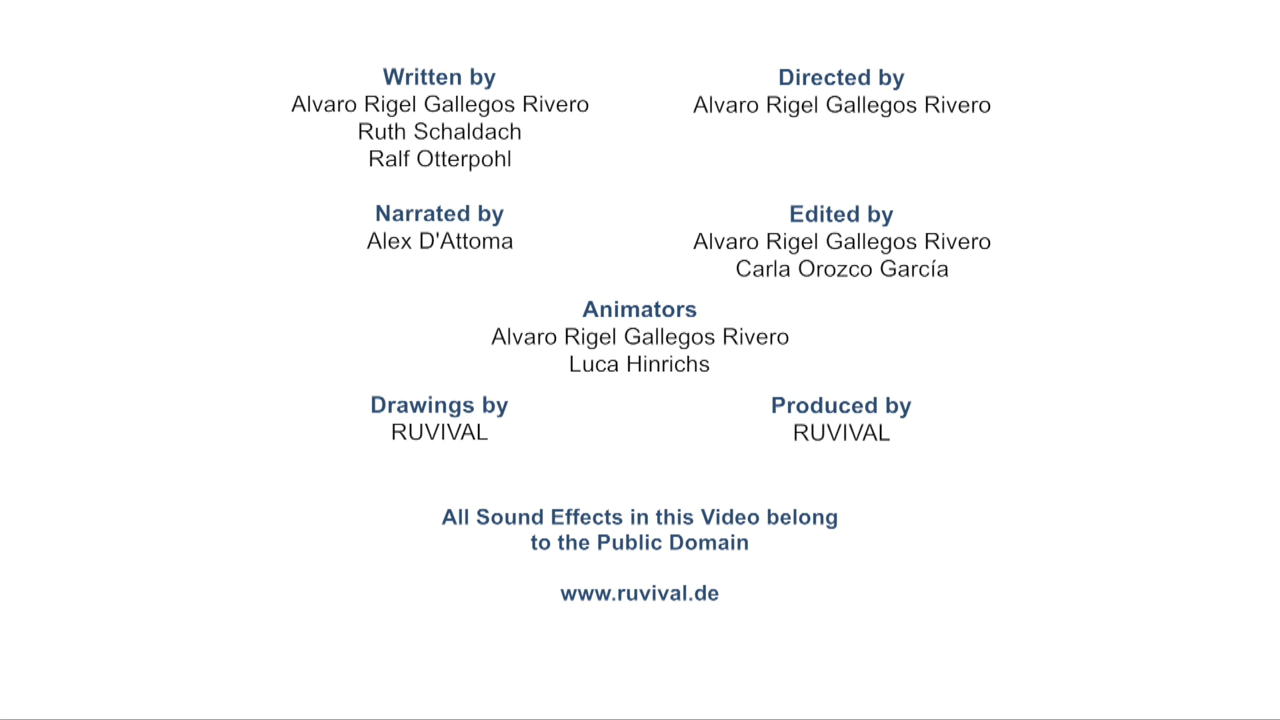 Written by
Alvaro Rigel Gallegos Rivero
Ruth Schaldach
Ralf Otterpohl
Directed by
Alvaro Rigel Gallegos Rivero
Narrated by
Alex D'Attoma
Edited by
Alvaro Rigel Gallegos Rivero
Carla Orozco García
Animators
Alvaro Rigel Gallegos Rivero
Luca Hinrichs
Drawings by
RUVIVAL
Produced by
RUVIVAL
All Sound Effects in this Video belong
to the Public Domain
www.ruvival.de